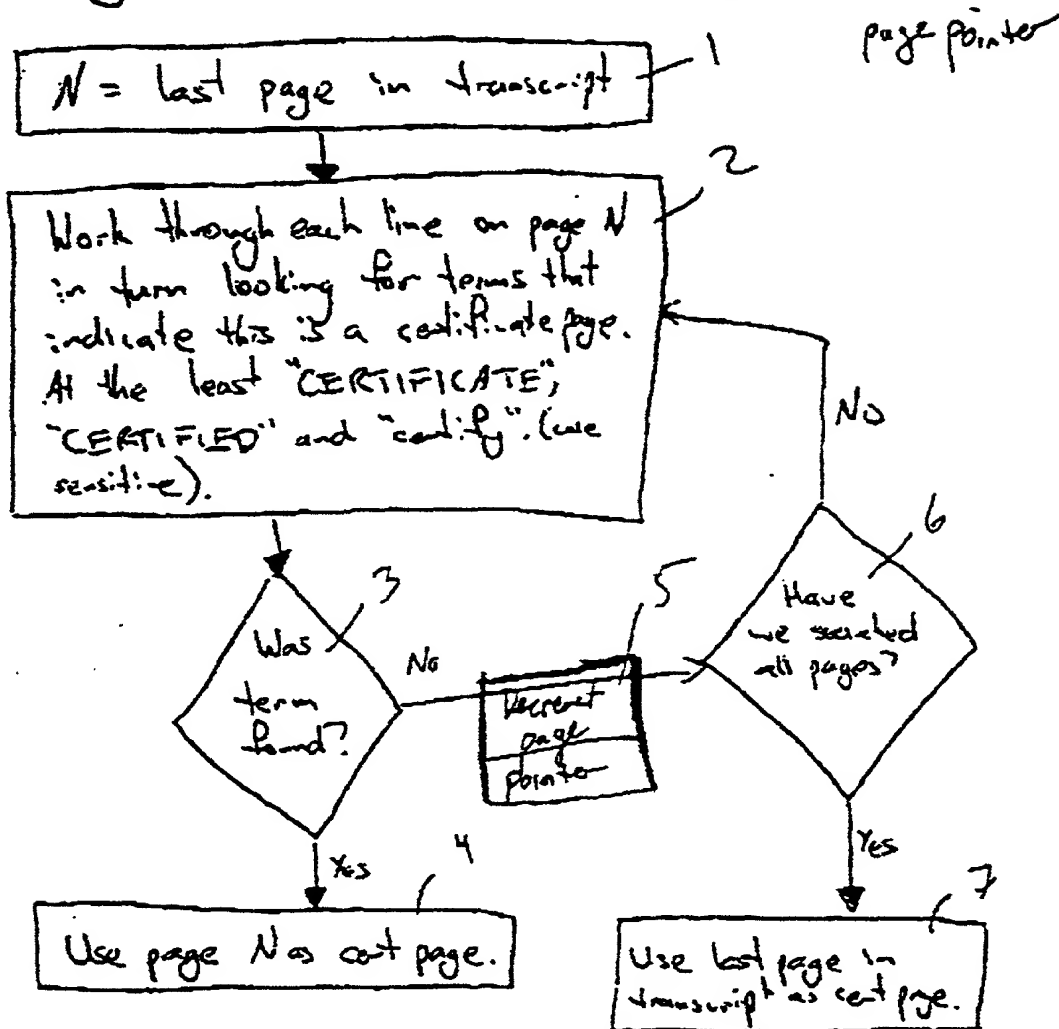 page pointer
N = last page in transcript
1
2
Work through each line on page N
in turn looking for terms that
indicate this is a certificate page.
At the least "CERTIFICATE",
"CERTIFIED" and "certify". (case
sensitive).
No
3
Was
term
found?
No
5
Decrement
page
pointer
6
Have
we searched
all pages?
Yes
4
Use page N as cert page.
Yes
7
Use last page in
transcript as cert page.